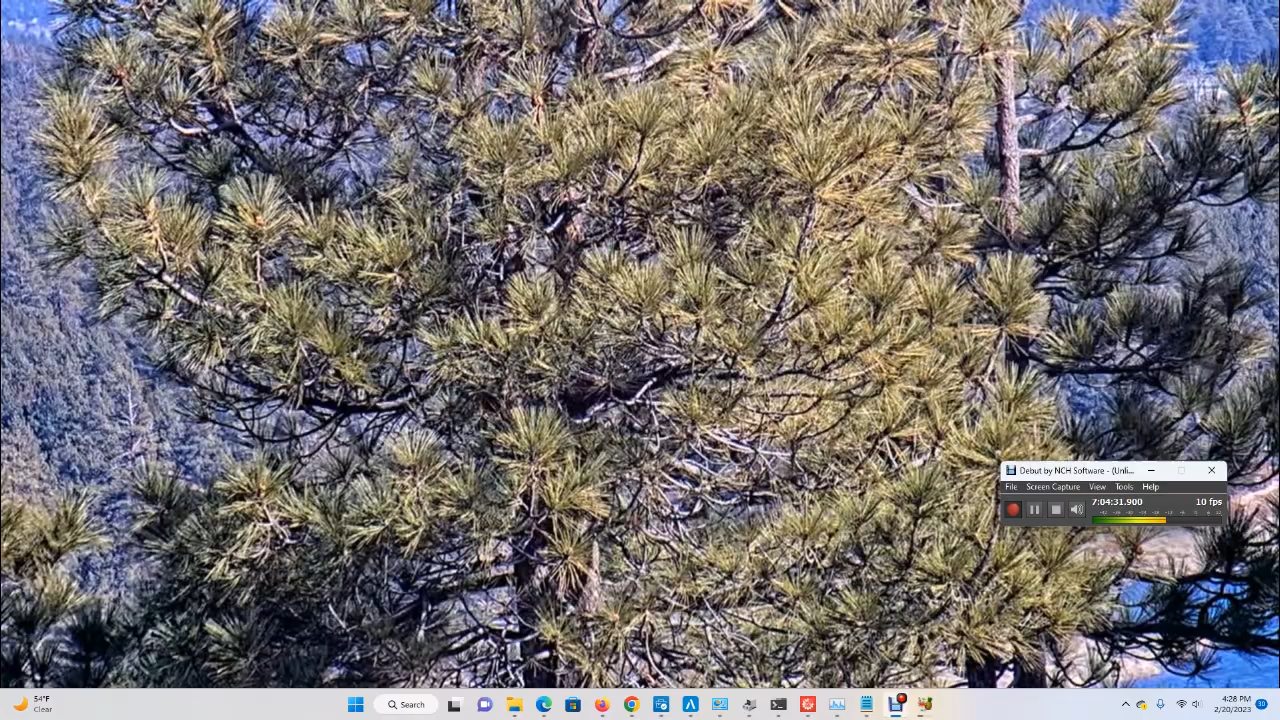 Debut by NCH Software - (Unli...
File Screen Capture View Tools Help
7:04:31.900 10 fps
54°F
Clear
Search
4:28 PM
2/20/2023
30